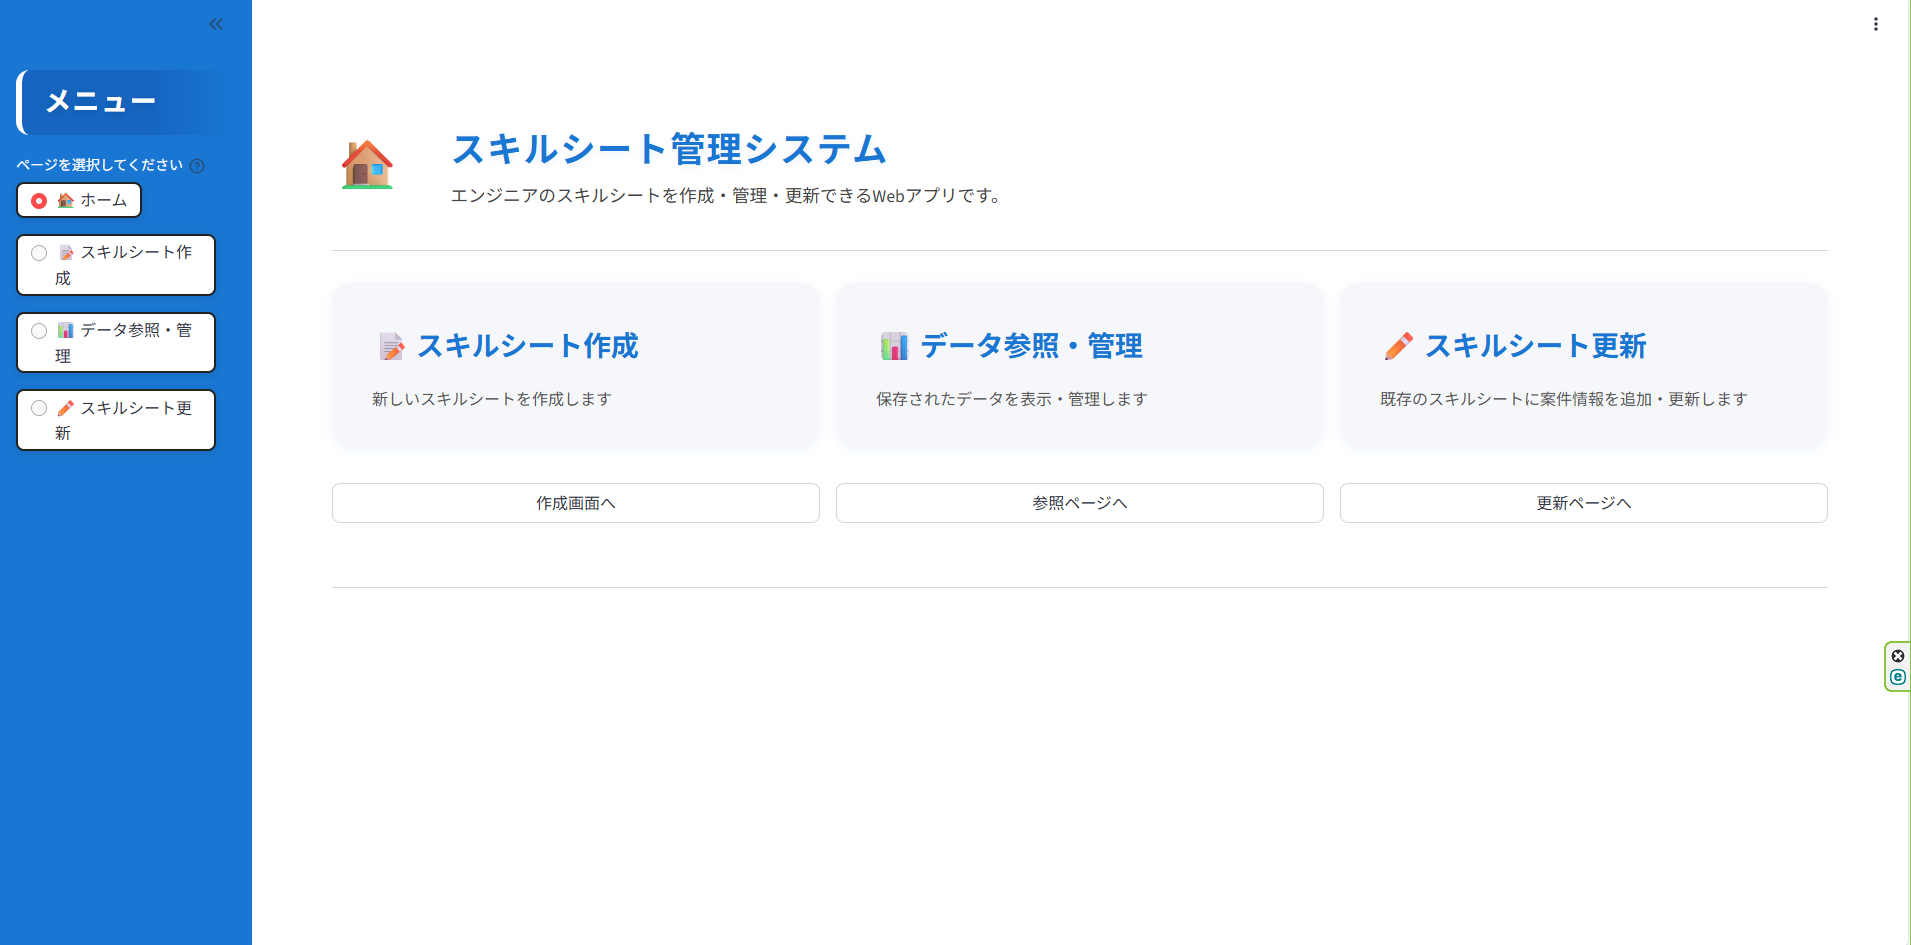 メニュー
ページを選択してください
ホーム
スキルシート作
成
データ参照・管
理
スキルシート更
新
スキルシート管理システム
エンジニアのスキルシートを作成・管理・更新できるWebアプリです。
スキルシート作成
新しいスキルシートを作成します
作成画面へ
データ参照・管理
保存されたデータを表示・管理します
参照ページへ
スキルシート更新
既存のスキルシートに案件情報を追加・更新します
更新ページへ
e